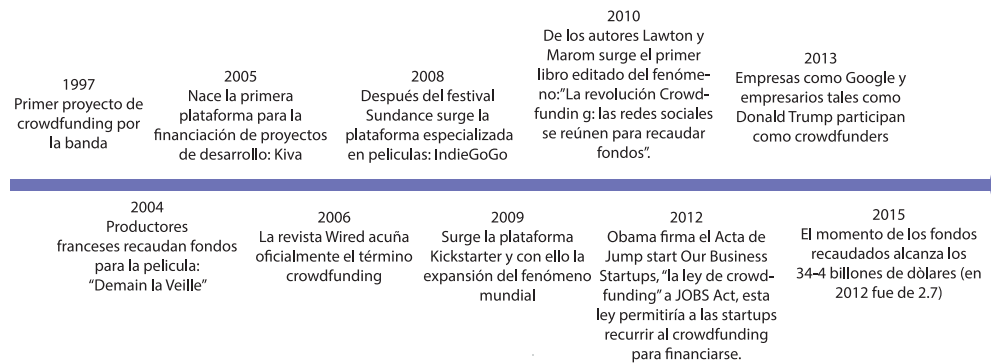 1997
Primer proyecto de
crowdfunding por
la banda
2004
Productores
franceses recaudan fondos
para la pelicula:
“Demain la Veille”
2005
Nace la primera
plataforma para la
financiación de proyectos
de desarrollo: Kiva
2006
La revista Wired acuña
oficialmente el término
crowdfunding
2008
Después del festival
Sundance surge la
plataforma especializada
en peliculas: IndieGoGo
2009
Surge la plataforma
Kickstarter y con ello la
expansión del fenómeno
mundial
2010
De los autores Lawton y
Marom surge el primer
libro editado del fenóme-
no:”La revolución Crowd-
fundin g: las redes sociales
se reúnen para recaudar
fondos”.
2012
Obama firma el Acta de
Jump start Our Business
Startups, “la ley de crowd-
funding” a JOBS Act, esta
ley permitiría a las startups
recurrir al crowdfunding
para financiarse.
2013
Empresas como Google y
empresarios tales como
Donald Trump participan
como crowdfunders
2015
El momento de los fondos
recaudados alcanza los
34-4 billones de dòlares (en
2012 fue de 2.7)